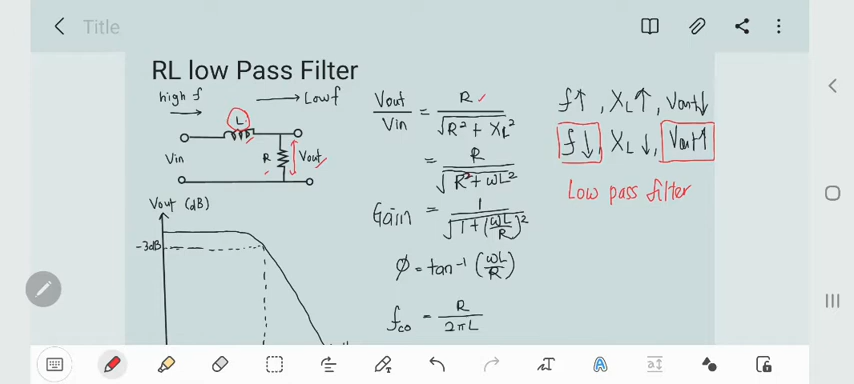 Title
RL low Pass Filter
high f
Low f
L
Vin
R
Vout
Vout (dB)
-3dB
Vout/Vin = R/√(R² + XL²)
= R/√(R² + ωL²)
Gain = 1/√(1 + (ωL/R)²)
φ = tan⁻¹ (ωL/R)
fco = R/2πL
f↑, XL↑, Vout↓
f↓, XL↓, Vout↑
Low pass filter